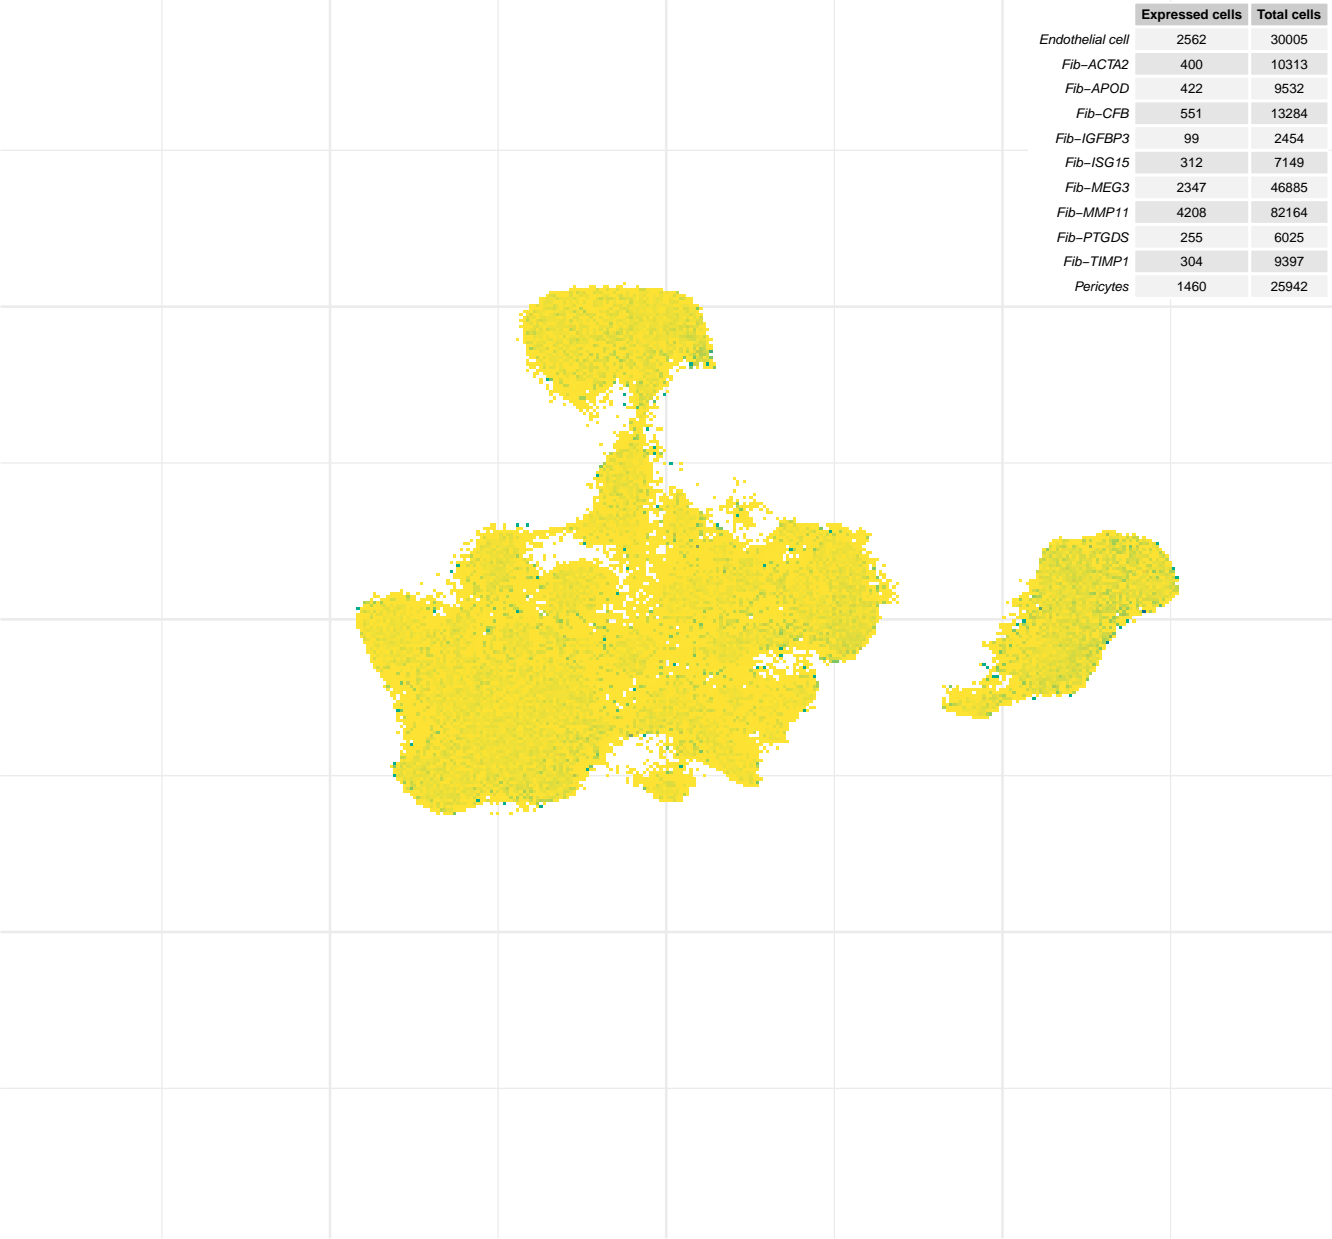 Expressed cells Total cells
Endothelial cell 2562 30005
Fib−ACTA2 400 10313
Fib−APOD 422 9532
Fib−CFB 551 13284
Fib−IGFBP3 99 2454
Fib−ISG15 312 7149
Fib−MEG3 2347 46885
Fib−MMP11 4208 82164
Fib−PTGDS 255 6025
Fib−TIMP1 304 9397
Pericytes 1460 25942